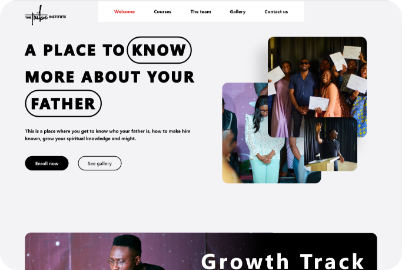 THE Father INSTITUTE
Welcome Courses The team Gallery Contact us
A PLACE TO KNOW
MORE ABOUT YOUR
FATHER
This is a place where you get to know who your father is, how to make him
known, grow your spiritual knowledge and might.
Enroll now See gallery
Growth Track